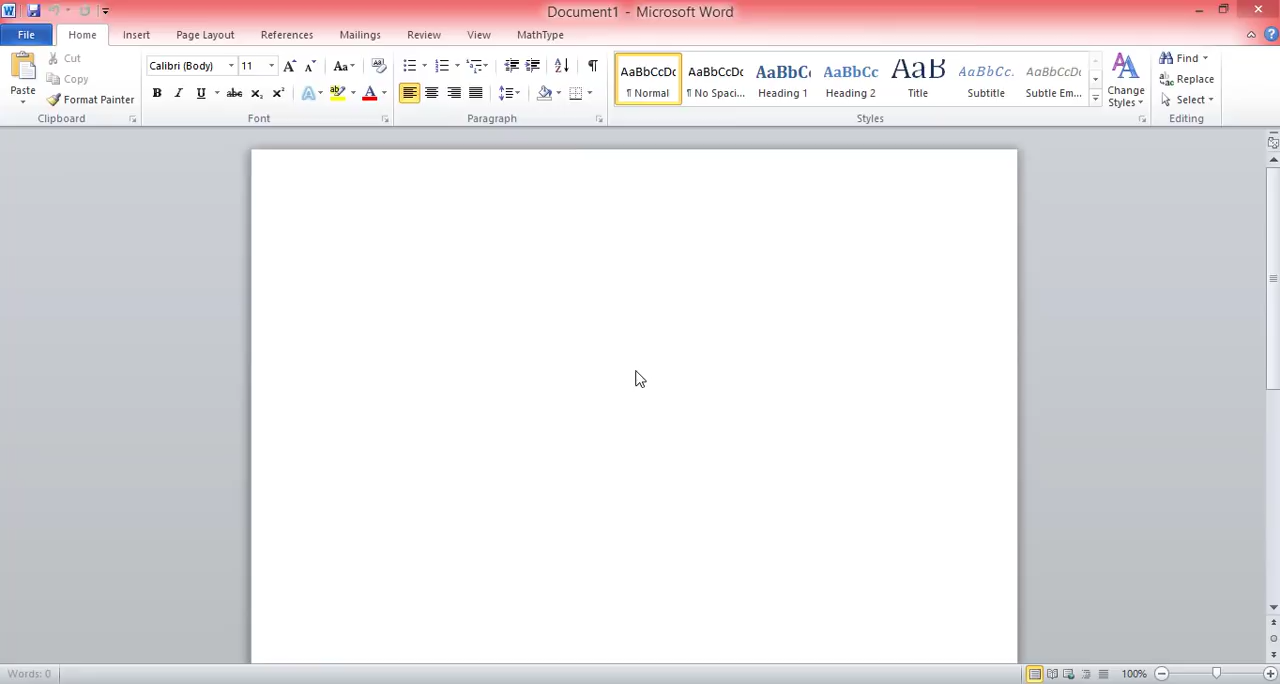 Document1 - Microsoft Word
File Home Insert Page Layout References Mailings Review View MathType
Paste
Cut
Copy
Format Painter
Clipboard
Calibri (Body) 11
Font
Paragraph
AaBbCcDc AaBbCcDc AaBbC AaBbCc AaB AaBbCc. AaBbCcDc
¶ Normal ¶ No Spaci... Heading 1 Heading 2 Title Subtitle Subtle Em...
Change Styles
Styles
Find
Replace
Select
Editing
Words: 0
100%